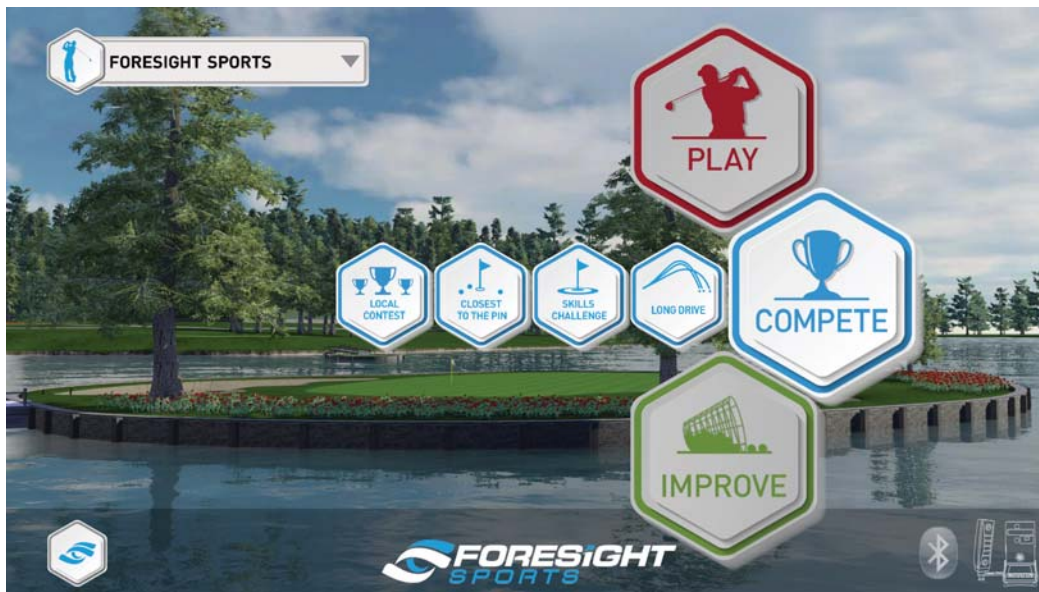 FORESIGHT SPORTS
PLAY
LOCAL
CONTEST
CLOSEST
TO THE PIN
SKILLS
CHALLENGE
LONG DRIVE
COMPETE
IMPROVE
FORESiGHT
SPORTS